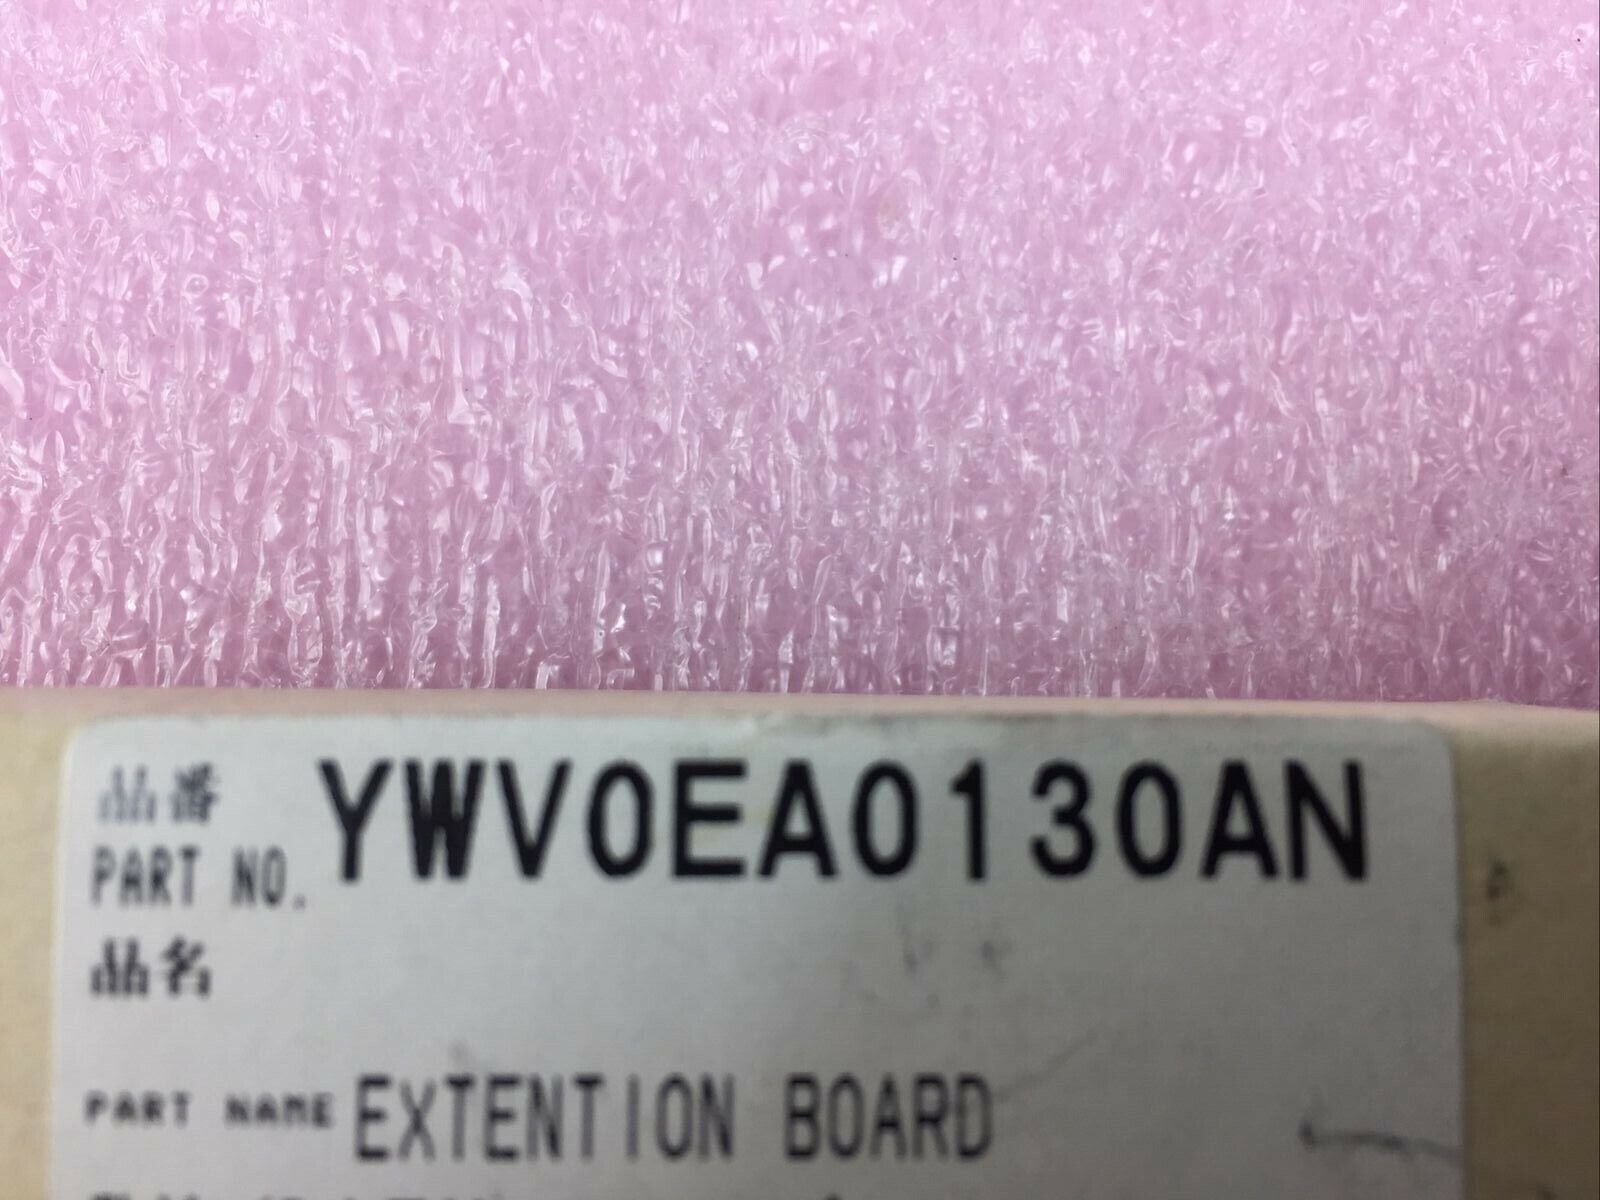 品番
PART NO. YWV0EA0130AN
品名
PART NAME EXTENTION BOARD